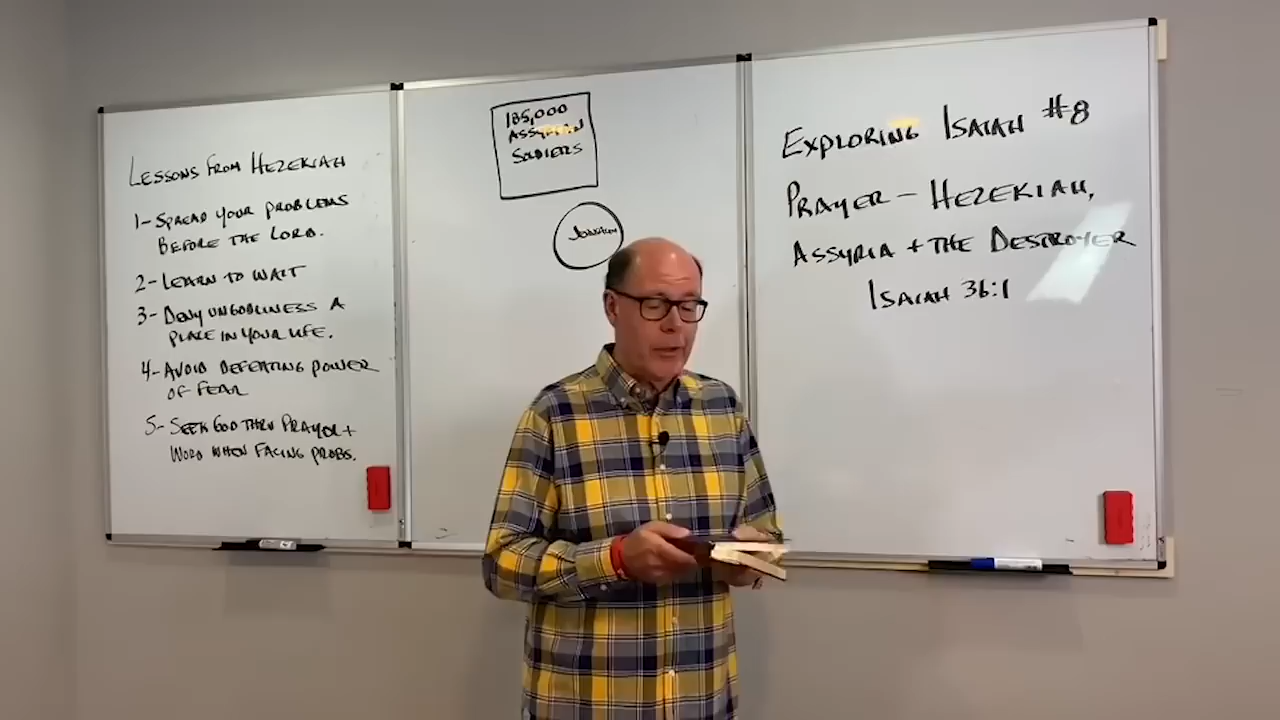 LESSONS FROM HEZEKIAH
1- SPREAD YOUR PROBLEMS
BEFORE THE LORD.
2- LEARN TO WAIT
3- DENY UNGODLINESS A
PLACE IN YOUR LIFE.
4- AVOID DEFEATING POWER
OF FEAR
5- SEEK GOD THRU PRAYER +
WORD WHEN FACING PROBS.
185,000
ASSYRIAN
SOLDIERS
EXPLORING ISAIAH #8
PRAYER - HEZEKIAH,
ASSYRIA + THE DESTROYER
ISAIAH 36:1